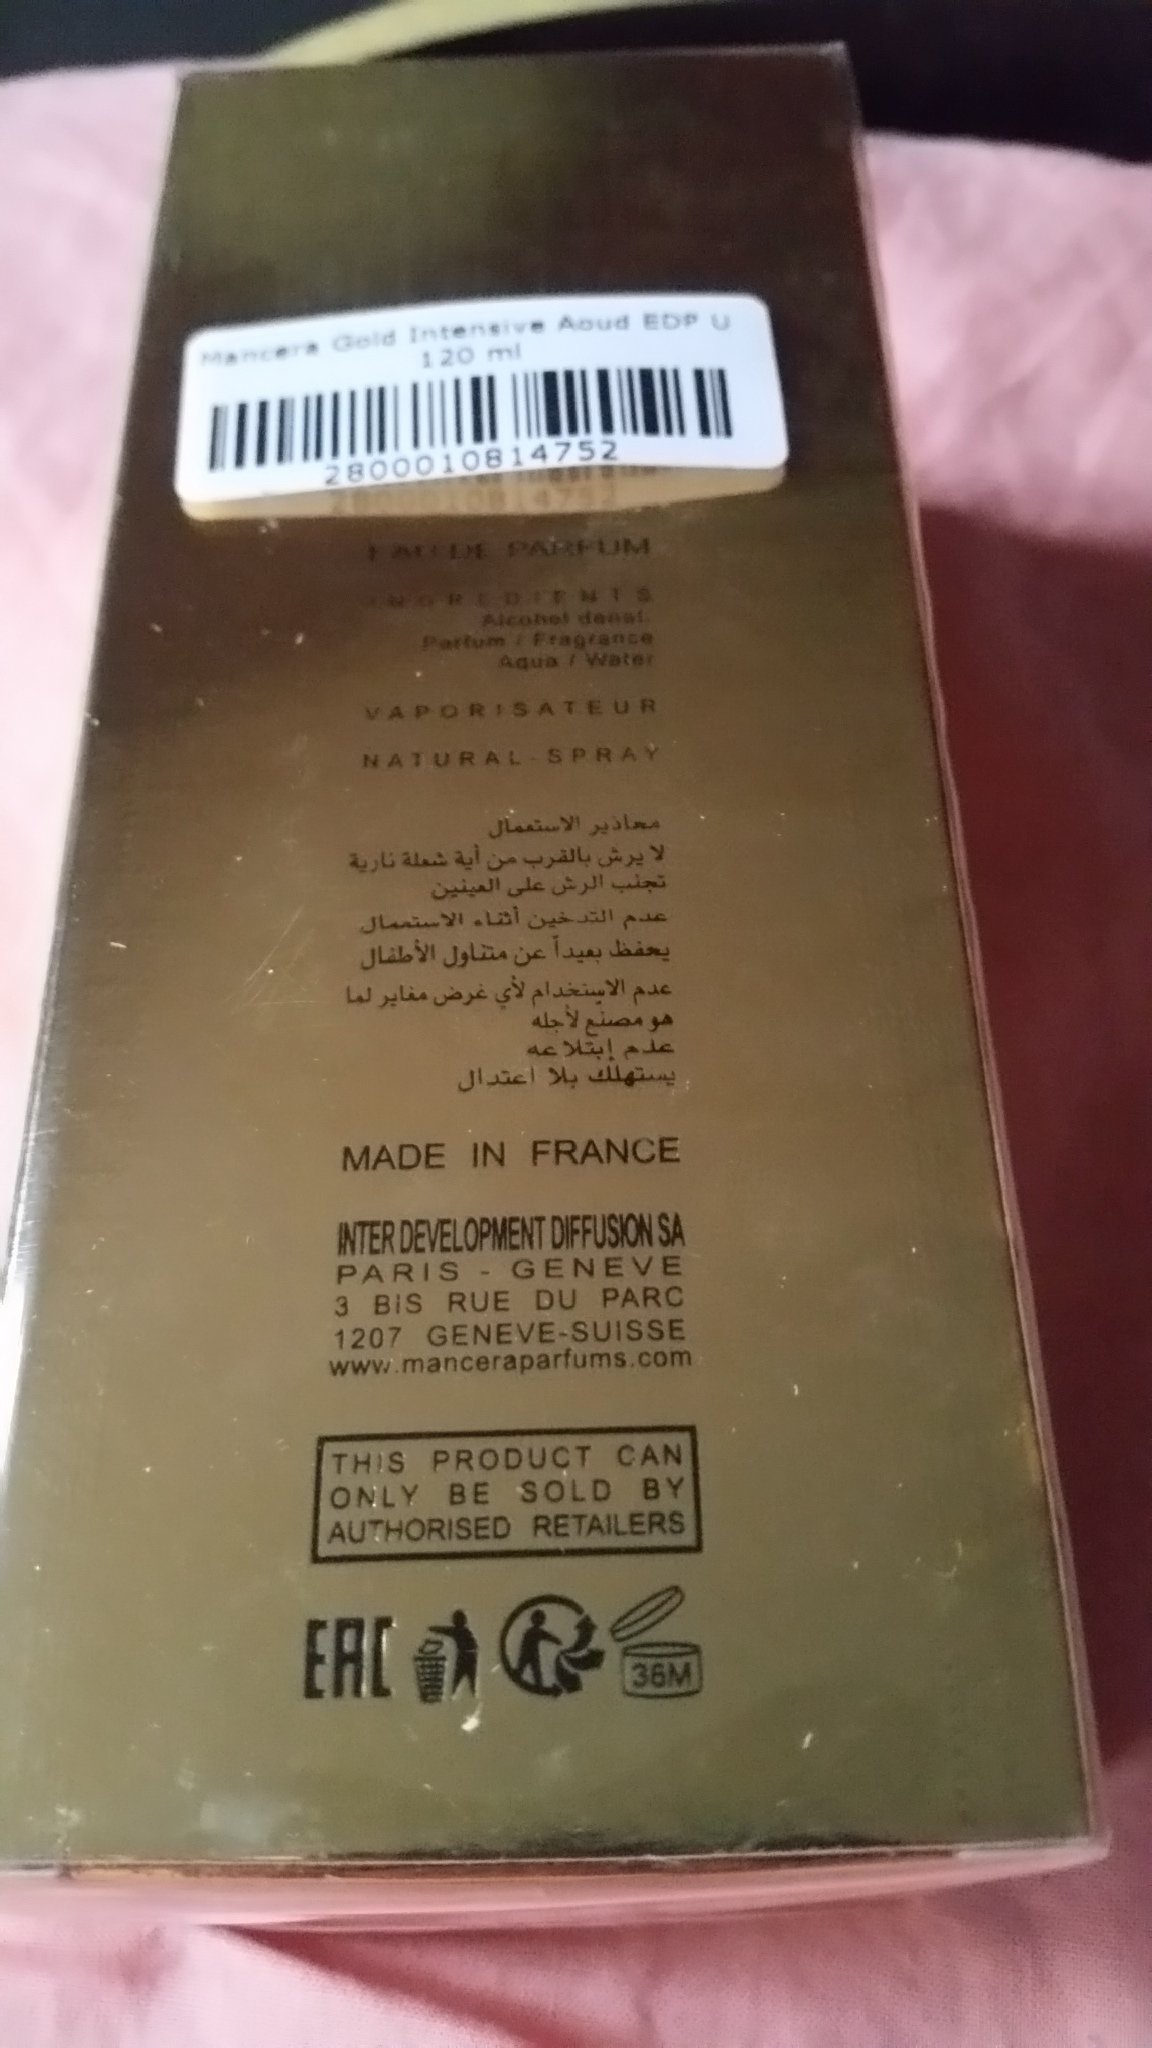 Mancera Gold Intensive Aoud EDP U
120 ml
2800010814752
EAU DE PARFUM
INGREDIENTS
Alcohol denat.
Parfum / Fragrance
Aqua / Water
VAPORISATEUR
NATURAL-SPRAY
محاذير الاستعمال
لا يرش بالقرب من أية شعلة نارية
تجنب الرش على العينين
عدم التدخين أثناء الاستعمال
يحفظ بعيداً عن متناول الأطفال
عدم الاستخدام لأي غرض مغاير لما
هو مصنّع لأجله
عدم إبتلاعه
يستهلك بلا اعتدال
MADE IN FRANCE
INTER DEVELOPMENT DIFFUSION SA
PARIS - GENEVE
3 BIS RUE DU PARC
1207 GENEVE-SUISSE
www.manceraparfums.com
THIS PRODUCT CAN
ONLY BE SOLD BY
AUTHORISED RETAILERS
EAC
36M